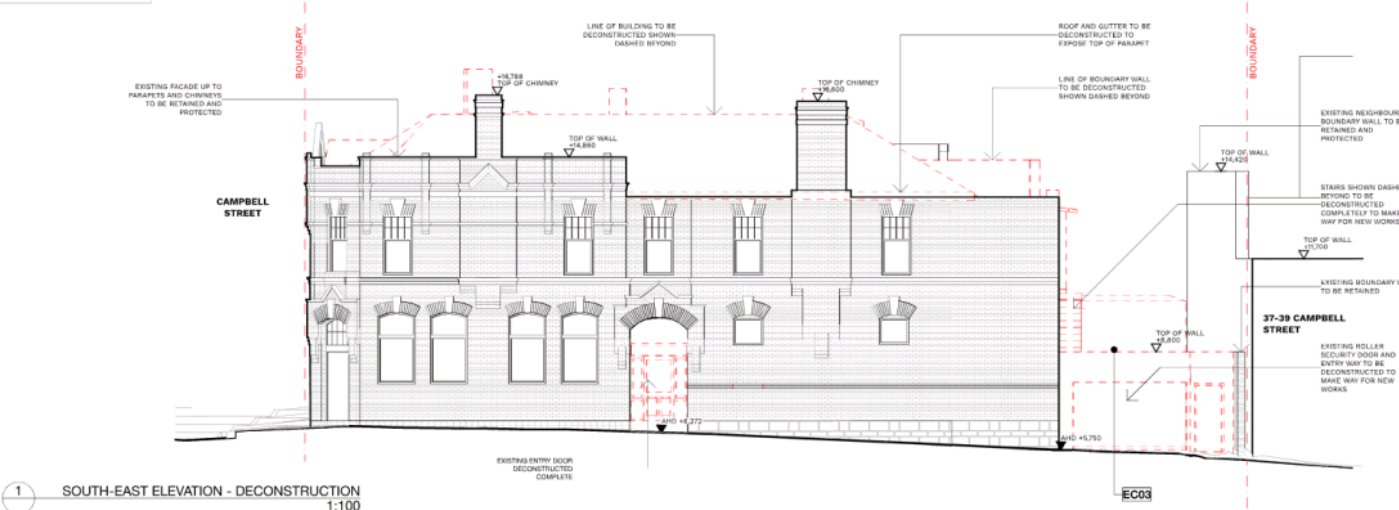 BOUNDARY
LINE OF BUILDING TO BE
DECONSTRUCTED SHOWN
DASHED BEYOND
ROOF AND GUTTER TO BE
DECONSTRUCTED TO
EXPOSE TOP OF PARAPET
BOUNDARY
EXISTING FACADE UP TO
PARAPETS AND CHIMNEYS
TO BE RETAINED AND
PROTECTED
+16,788
TOP OF CHIMNEY
TOP OF CHIMNEY
+16,600
LINE OF BOUNDARY WALL
TO BE DECONSTRUCTED
SHOWN DASHED BEYOND
EXISTING NEIGHBOUR
BOUNDARY WALL TO B
RETAINED AND
PROTECTED
TOP OF WALL
+14,860
TOP OF WALL
+14,420
CAMPBELL
STREET
STAIRS SHOWN DASH
BEYOND TO BE
DECONSTRUCTED
COMPLETELY TO MAKE
WAY FOR NEW WORKS
TOP OF WALL
+11,700
EXISTING BOUNDARY
TO BE RETAINED
37-39 CAMPBELL
STREET
TOP OF WALL
+8,800
EXISTING ROLLER
SECURITY DOOR AND
ENTRY WAY TO BE
DECONSTRUCTED TO
MAKE WAY FOR NEW
WORKS
AHD +6,272
AHD +5,750
EXISTING ENTRY DOOR
DECONSTRUCTED
COMPLETE
EC03
1 SOUTH-EAST ELEVATION - DECONSTRUCTION
1:100